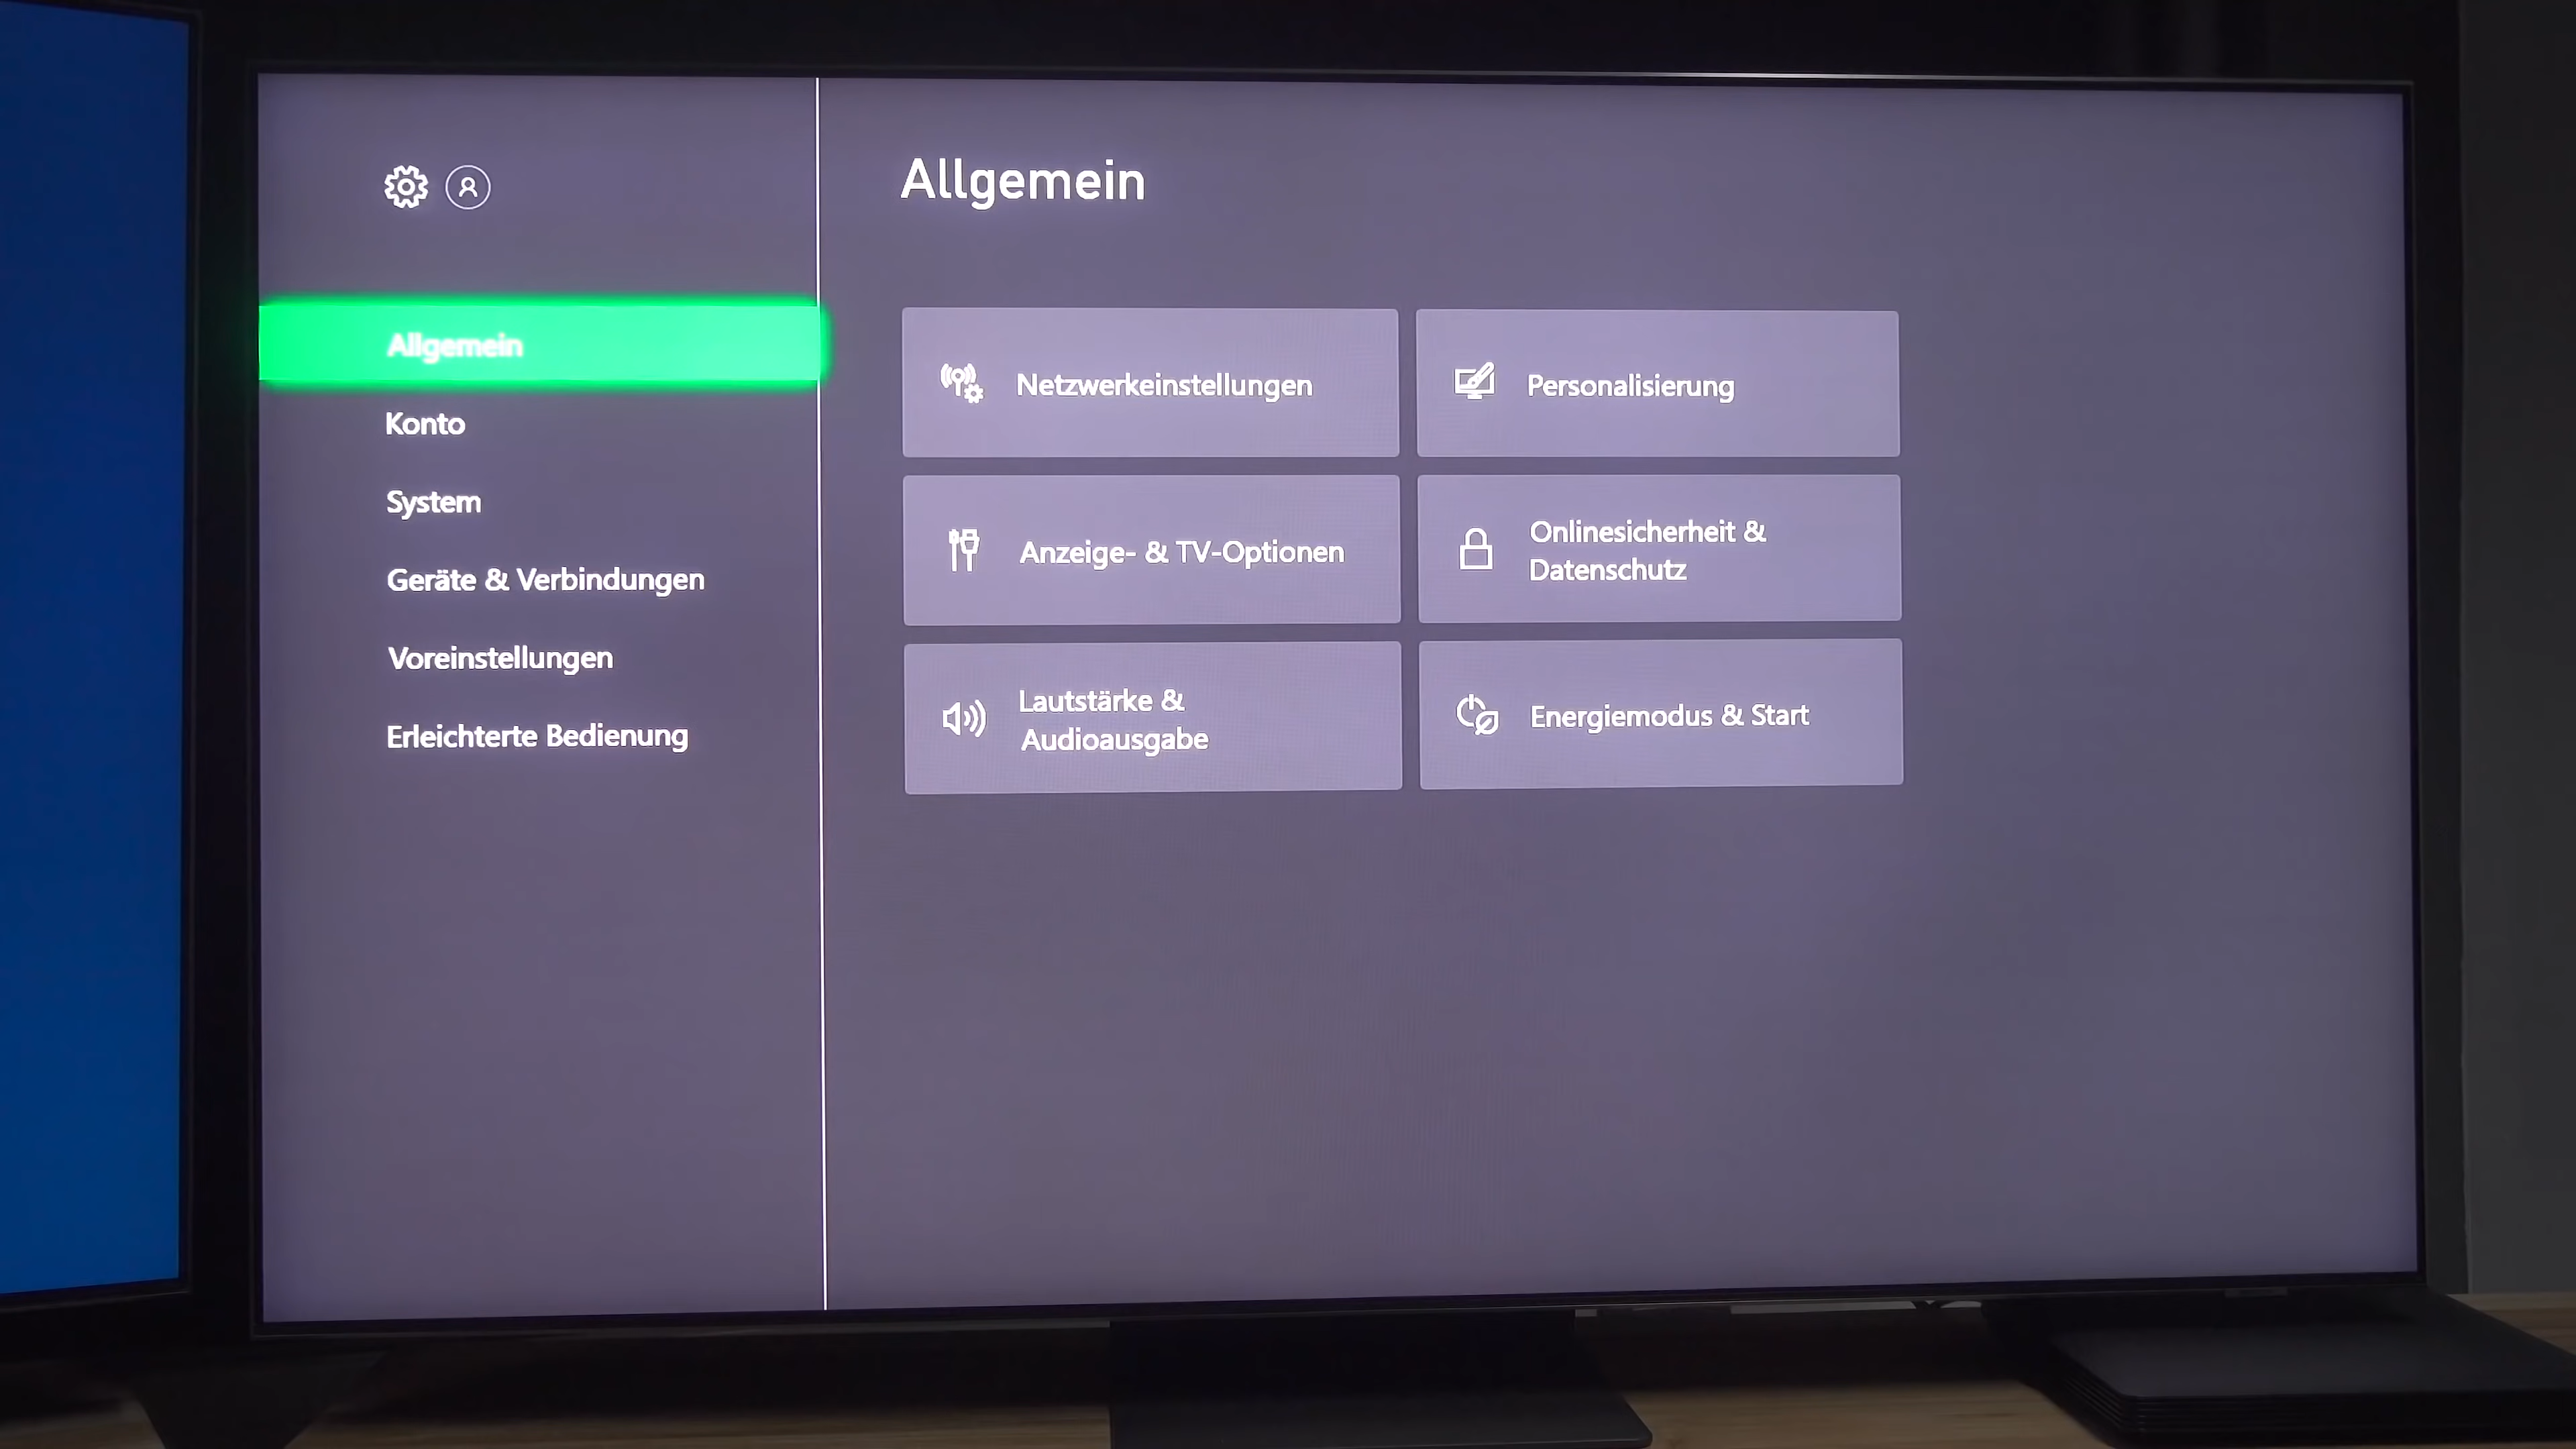 Allgemein
Konto
System
Geräte & Verbindungen
Voreinstellungen
Erleichterte Bedienung
Allgemein
Netzwerkeinstellungen
Personalisierung
Anzeige- & TV-Optionen
Onlinesicherheit &
Datenschutz
Lautstärke &
Audioausgabe
Energiemodus & Start